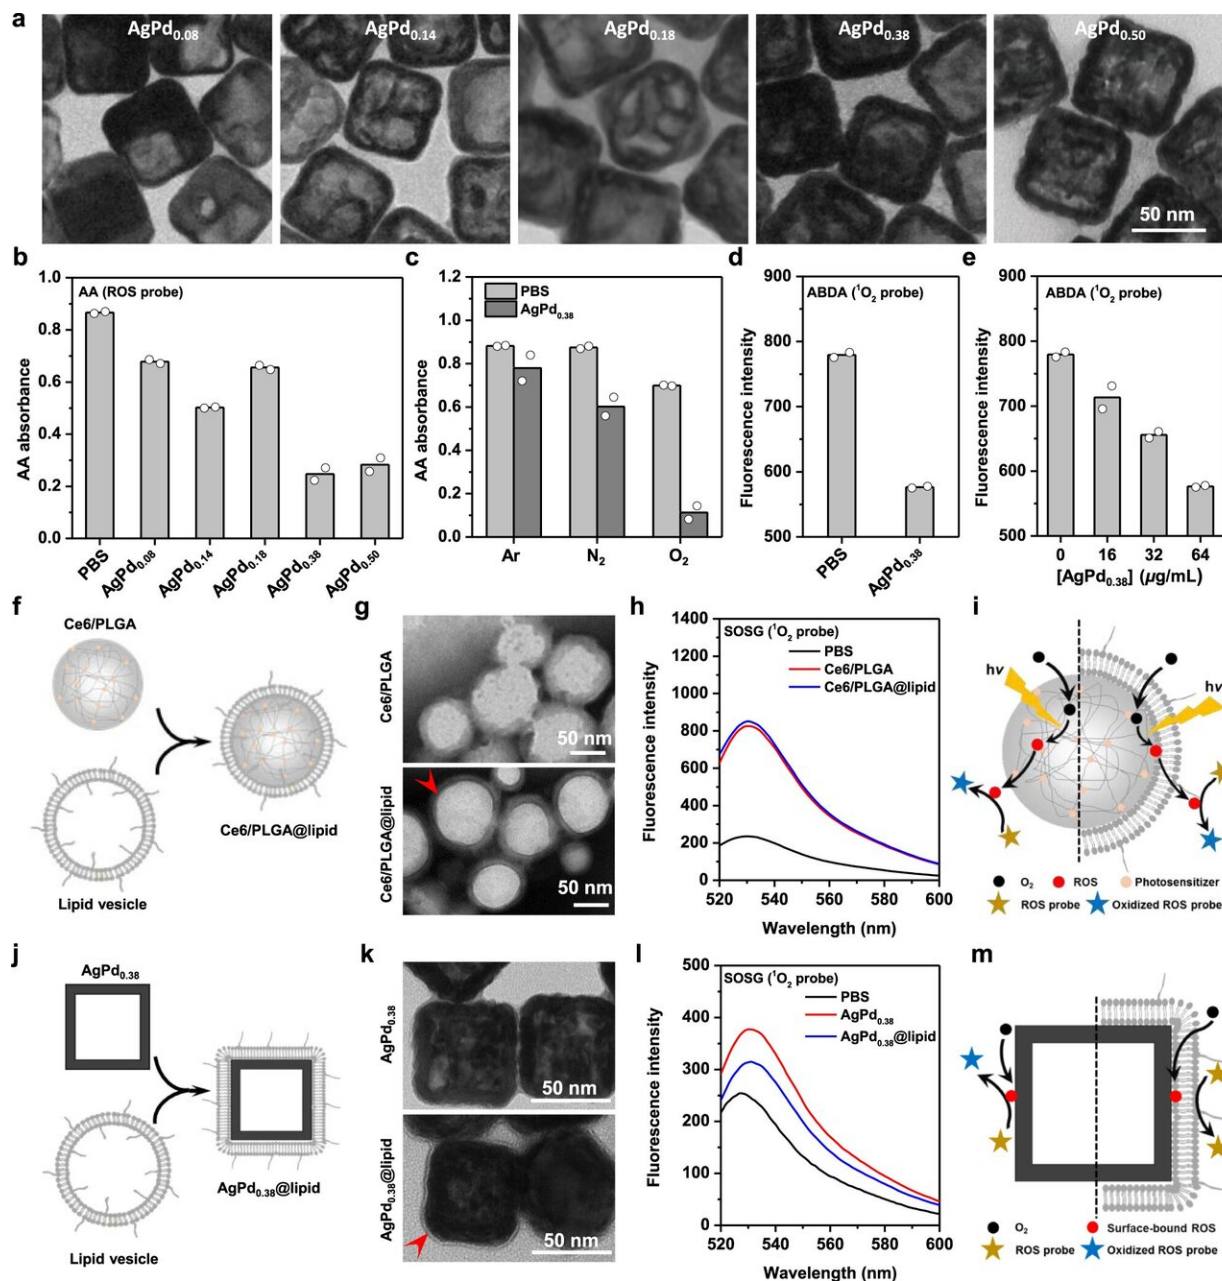 a
AgPd0.08
AgPd0.14
AgPd0.18
AgPd0.38
AgPd0.50
50 nm
b
AA (ROS probe)
AA absorbance
1.0
0.8
0.6
0.4
0.2
0.0
PBS
AgPd0.08
AgPd0.14
AgPd0.18
AgPd0.38
AgPd0.50
c
PBS
AgPd0.38
AA absorbance
1.2
0.9
0.6
0.3
0.0
Ar
N2
O2
d
ABDA (1O2 probe)
Fluorescence intensity
900
800
700
600
500
PBS
AgPd0.38
e
ABDA (1O2 probe)
Fluorescence intensity
900
800
700
600
500
0 16 32 64
[AgPd0.38] (μg/mL)
f
Ce6/PLGA
Ce6/PLGA@lipid
Lipid vesicle
g
Ce6/PLGA
50 nm
Ce6/PLGA@lipid
50 nm
h
SOSG (1O2 probe)
PBS
Ce6/PLGA
Ce6/PLGA@lipid
Fluorescence intensity
1400
1200
1000
800
600
400
200
0
520 540 560 580 600
Wavelength (nm)
i
hν
hν
O2
ROS
Photosensitizer
ROS probe
Oxidized ROS probe
j
AgPd0.38
AgPd0.38@lipid
Lipid vesicle
k
AgPd0.38
50 nm
AgPd0.38@lipid
50 nm
l
SOSG (1O2 probe)
PBS
AgPd0.38
AgPd0.38@lipid
Fluorescence intensity
500
400
300
200
100
0
520 540 560 580 600
Wavelength (nm)
m
O2
Surface-bound ROS
ROS probe
Oxidized ROS probe